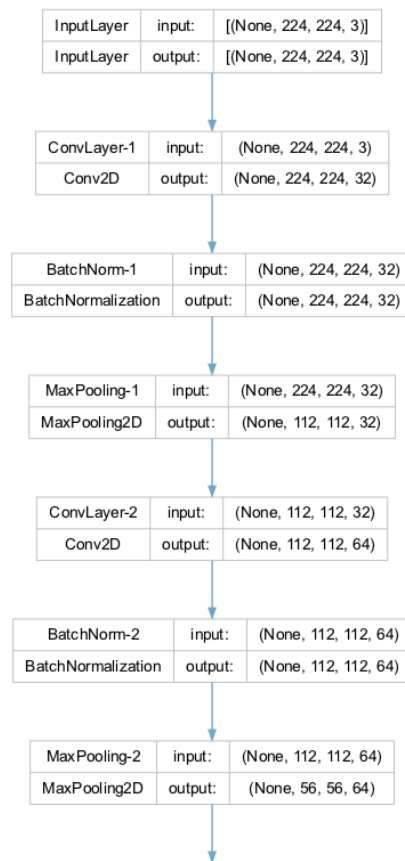 InputLayer input: [(None, 224, 224, 3)]
InputLayer output: [(None, 224, 224, 3)]
ConvLayer-1 input: (None, 224, 224, 3)
Conv2D output: (None, 224, 224, 32)
BatchNorm-1 input: (None, 224, 224, 32)
BatchNormalization output: (None, 224, 224, 32)
MaxPooling-1 input: (None, 224, 224, 32)
MaxPooling2D output: (None, 112, 112, 32)
ConvLayer-2 input: (None, 112, 112, 32)
Conv2D output: (None, 112, 112, 64)
BatchNorm-2 input: (None, 112, 112, 64)
BatchNormalization output: (None, 112, 112, 64)
MaxPooling-2 input: (None, 112, 112, 64)
MaxPooling2D output: (None, 56, 56, 64)